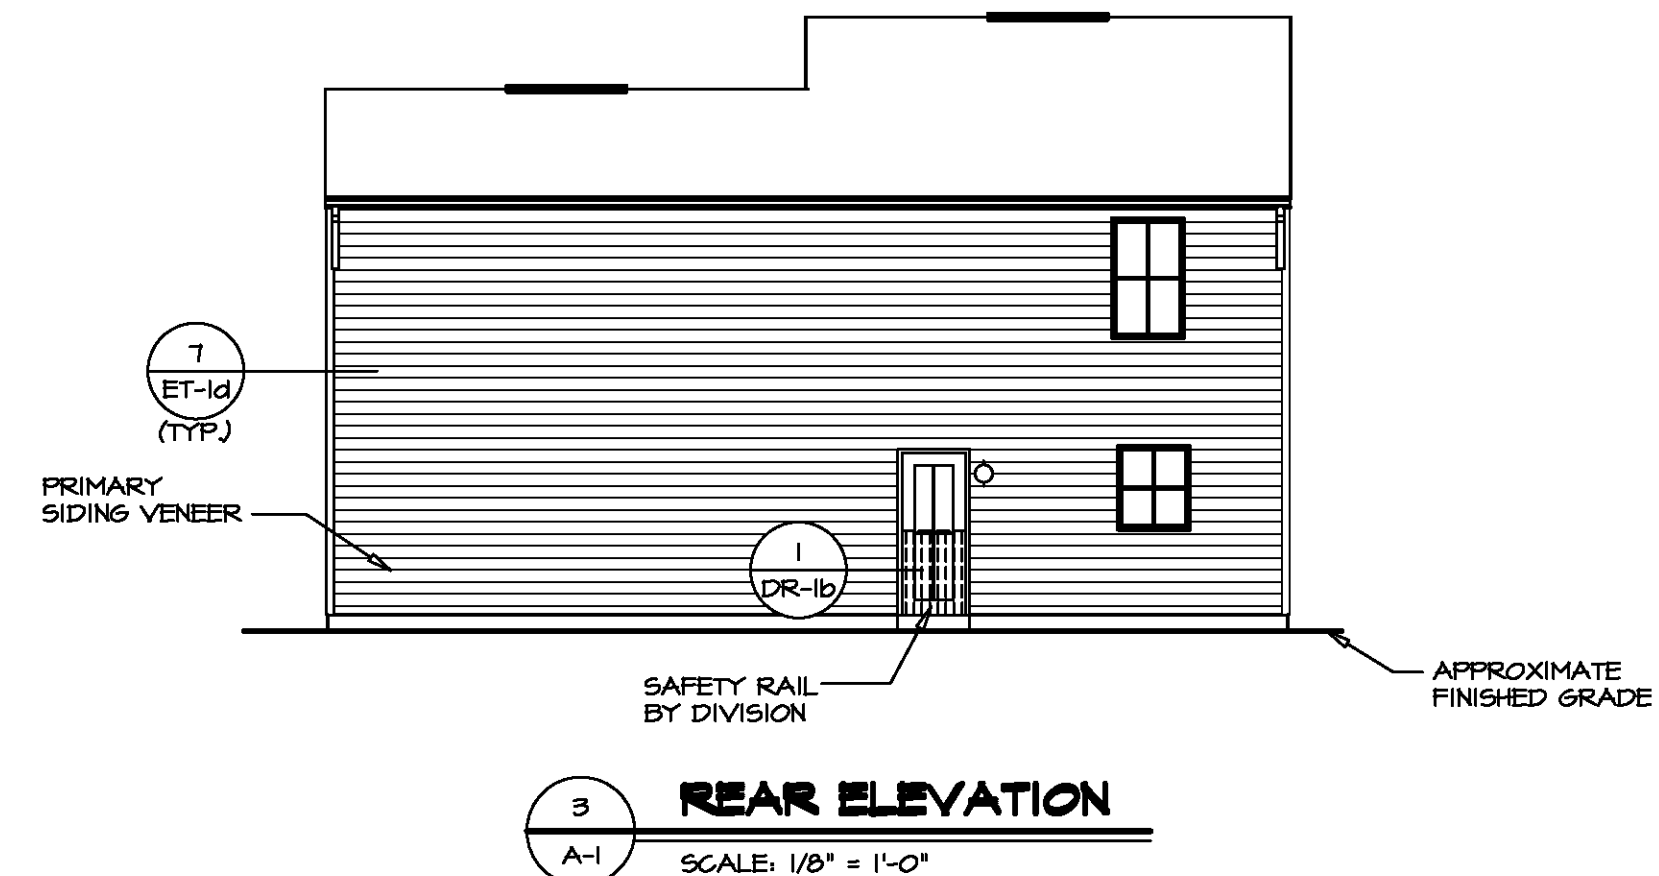 7
ET-1d
(TYP.)
PRIMARY
SIDING VENEER
1
DR-1b
SAFETY RAIL
BY DIVISION
APPROXIMATE
FINISHED GRADE
3
A-1
REAR ELEVATION
SCALE: 1/8" = 1'-0"